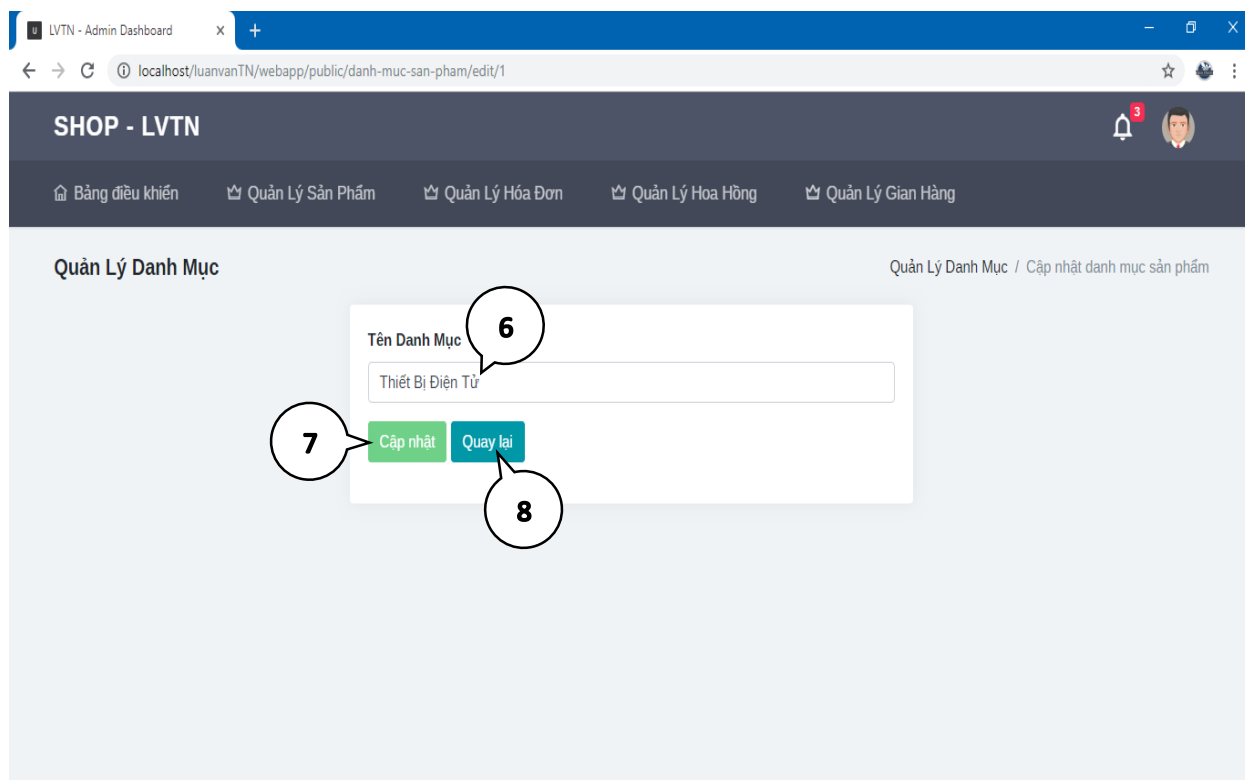 LVTN - Admin Dashboard
localhost/luanvanTN/webapp/public/danh-muc-san-pham/edit/1
SHOP - LVTN
3
Bảng điều khiển Quản Lý Sản Phẩm Quản Lý Hóa Đơn Quản Lý Hoa Hồng Quản Lý Gian Hàng
Quản Lý Danh Mục
Quản Lý Danh Mục / Cập nhật danh mục sản phẩm
Tên Danh Mục
6
Thiết Bị Điện Tử
7
Cập nhật Quay lại
8